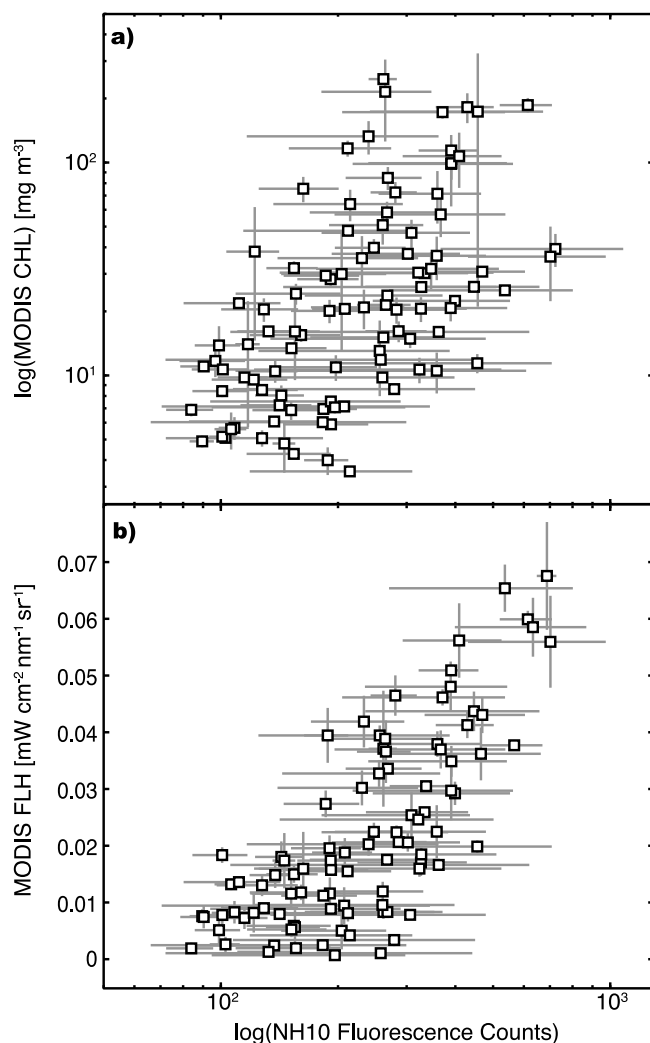 a)
log(MODIS CHL) [mg m⁻³]
10²
10¹
b)
MODIS FLH [mW cm⁻² nm⁻¹ sr⁻¹]
0.07
0.06
0.05
0.04
0.03
0.02
0.01
0
10² 10³
log(NH10 Fluorescence Counts)